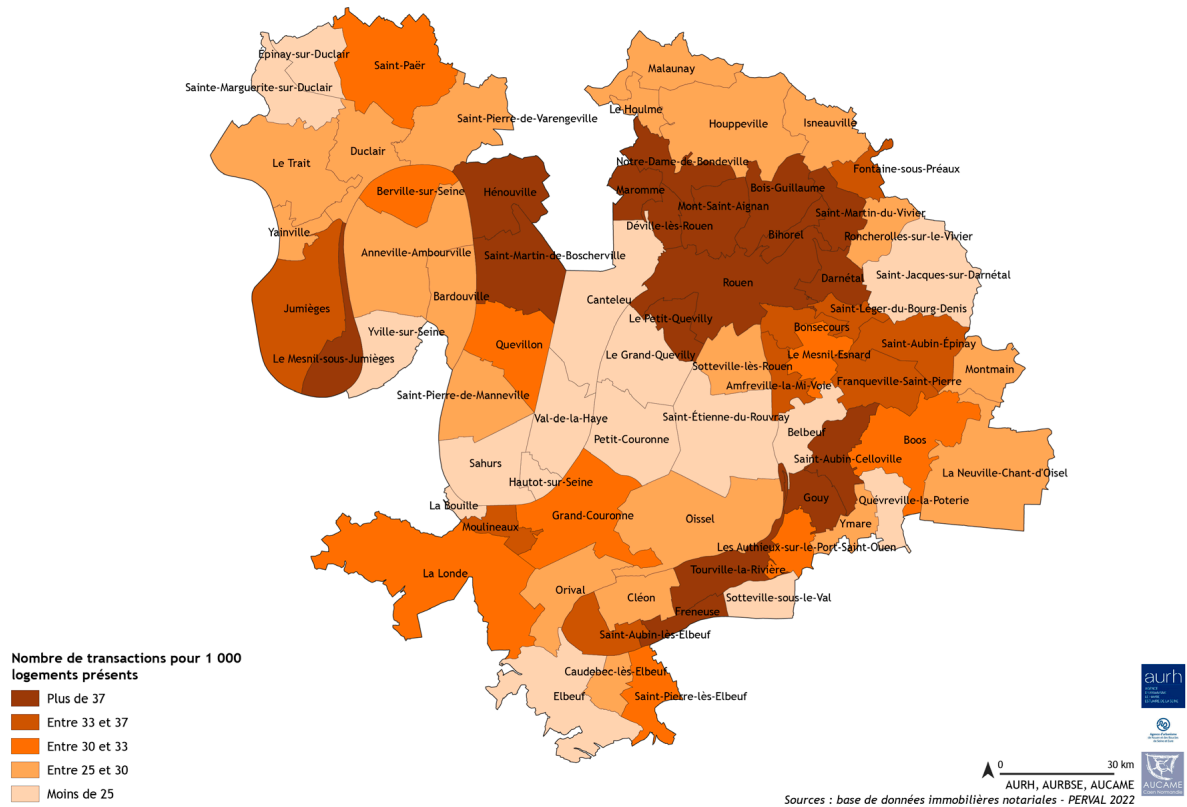 Épinay-sur-Duclair
Saint-Paër
Malaunay
Sainte-Marguerite-sur-Duclair
Le Houlme
Saint-Pierre-de-Varengeville
Houppeville
Isneauville
Duclair
Le Trait
Notre-Dame-de-Bondeville
Fontaine-sous-Préaux
Berville-sur-Seine
Hénouville
Maromme
Bois-Guillaume
Mont-Saint-Aignan
Saint-Martin-du-Vivier
Déville-lès-Rouen
Yainville
Bihorel
Roncherolles-sur-le-Vivier
Anneville-Ambourville
Saint-Martin-de-Boscherville
Saint-Jacques-sur-Darnétal
Rouen
Darnétal
Bardouville
Canteleu
Jumièges
Saint-Léger-du-Bourg-Denis
Le Petit-Quevilly
Bonsecours
Yville-sur-Seine
Quevillon
Saint-Aubin-Épinay
Le Mesnil-sous-Jumièges
Le Grand-Quevilly
Le Mesnil-Esnard
Sotteville-lès-Rouen
Montmain
Amfreville-la-Mi-Voie
Franqueville-Saint-Pierre
Saint-Pierre-de-Manneville
Val-de-la-Haye
Saint-Étienne-du-Rouvray
Belbeuf
Petit-Couronne
Boos
Sahurs
Saint-Aubin-Celloville
La Neuville-Chant-d'Oisel
Hautot-sur-Seine
Gouy
Quévreville-la-Poterie
La Bouille
Grand-Couronne
Oissel
Moulineaux
Ymare
Les Authieux-sur-le-Port-Saint-Ouen
La Londe
Tourville-la-Rivière
Orival
Cléon
Sotteville-sous-le-Val
Freneuse
Saint-Aubin-lès-Elbeuf
Caudebec-lès-Elbeuf
Elbeuf
Saint-Pierre-lès-Elbeuf
Nombre de transactions pour 1 000
logements présents
Plus de 37
Entre 33 et 37
Entre 30 et 33
Entre 25 et 30
Moins de 25
aurh
AUCAME
Caen Normandie
0 30 km
AURH, AURBSE, AUCAME
Sources : base de données immobilières notariales - PERVAL 2022